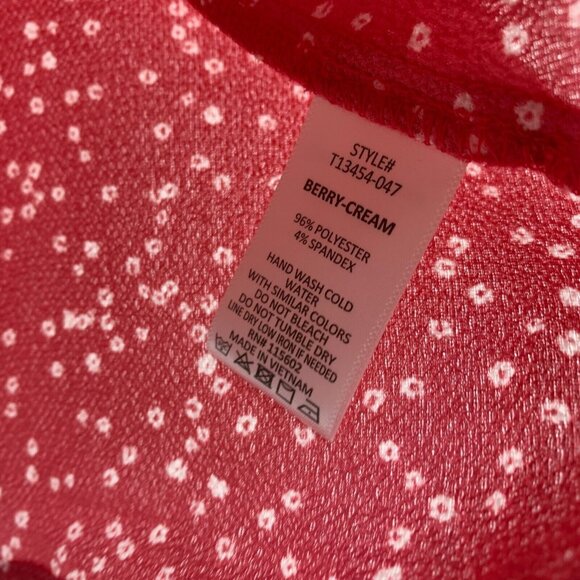 STYLE#
T13454-047
BERRY-CREAM
96% POLYESTER
4% SPANDEX
HAND WASH COLD
WATER
WITH SIMILAR COLORS
DO NOT BLEACH
DO NOT TUMBLE DRY
LINE DRY LOW IRON IF NEEDED
RN# 115602
MADE IN VIETNAM